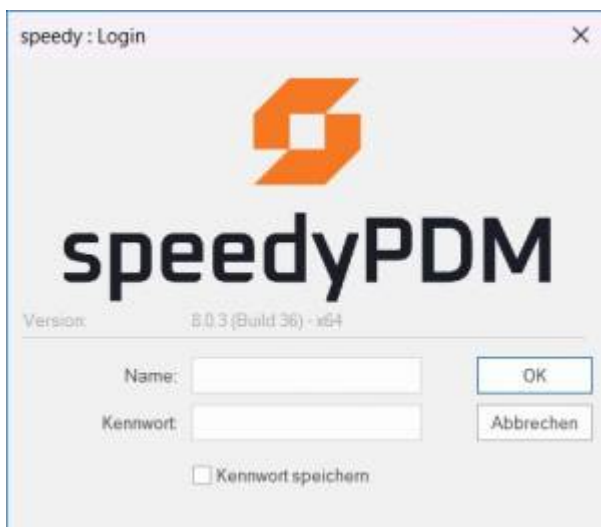 speedy : Login
speedyPDM
Version: 8.0.3 (Build 36) - x64
Name:
OK
Kennwort:
Abbrechen
Kennwort speichern